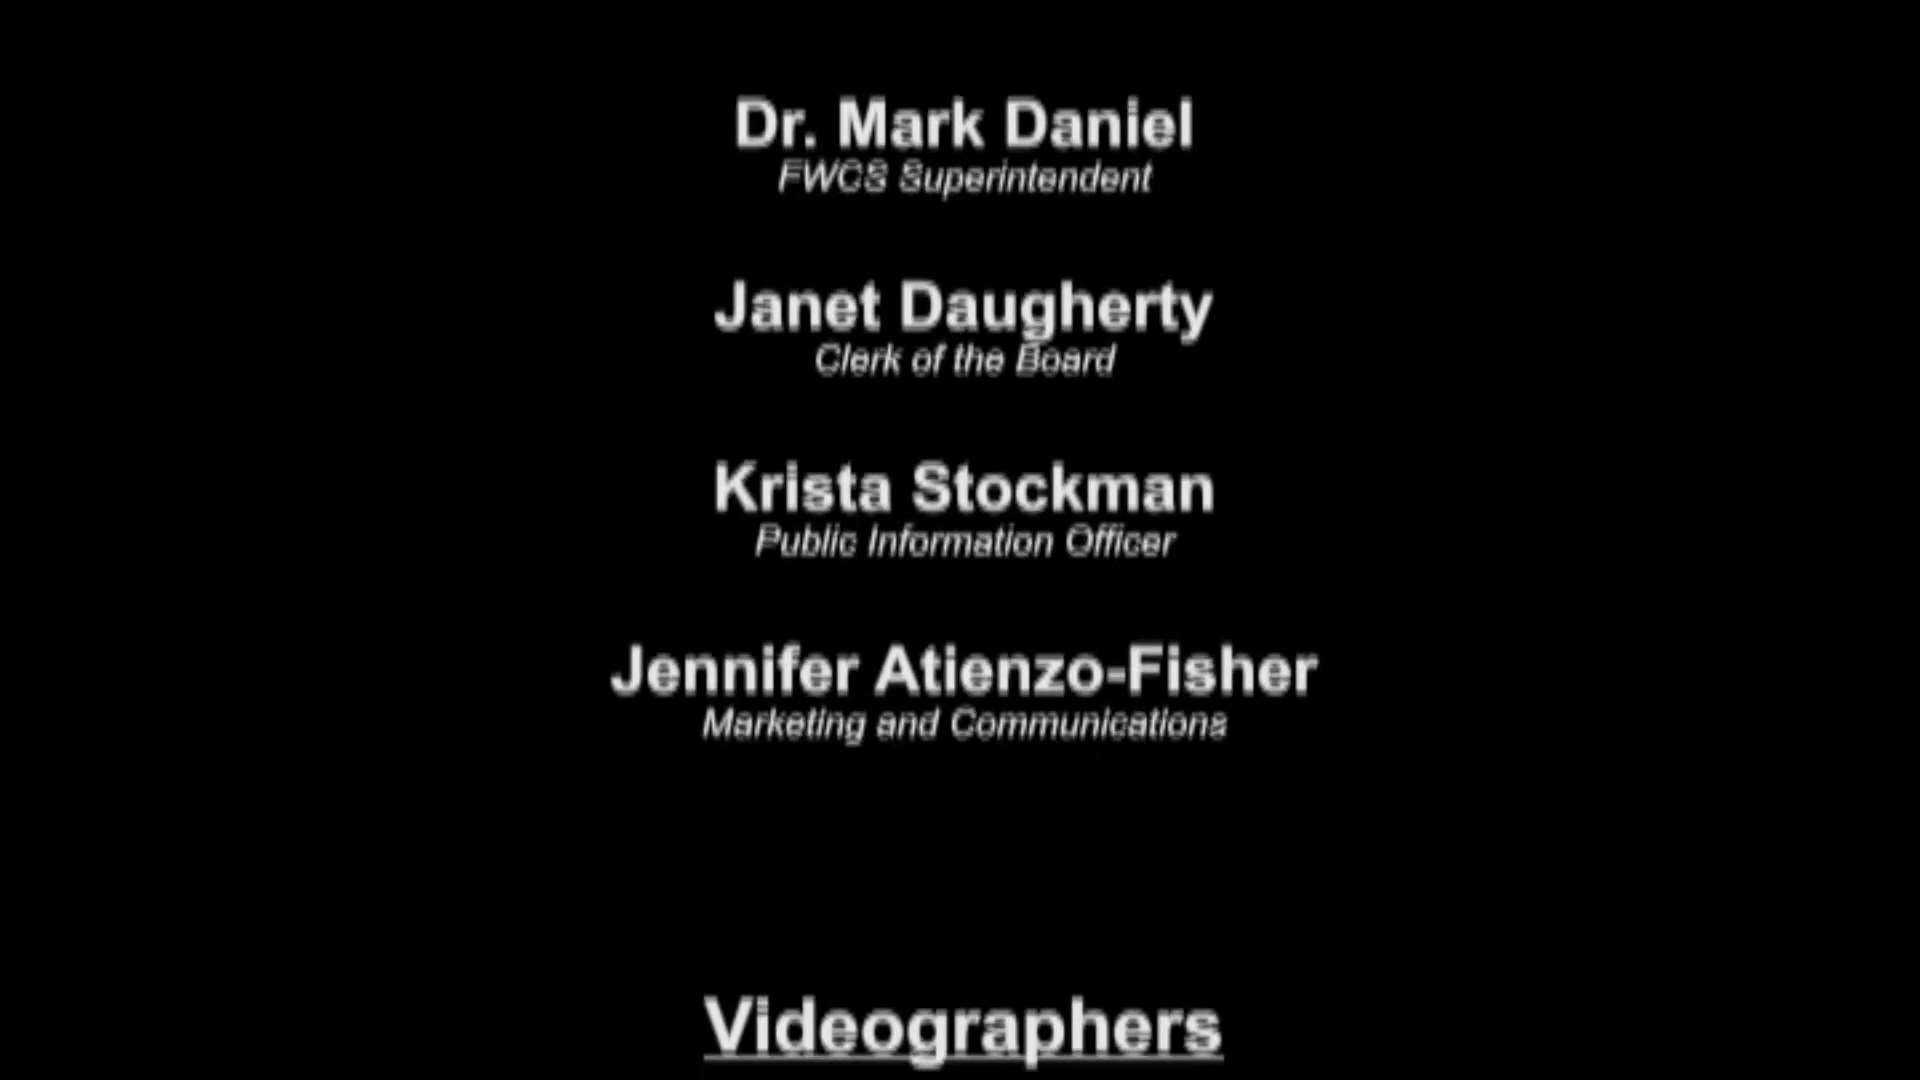 Dr. Mark Daniel
FWCS Superintendent
Janet Daugherty
Clerk of the Board
Krista Stockman
Public Information Officer
Jennifer Atienzo-Fisher
Marketing and Communications
Videographers